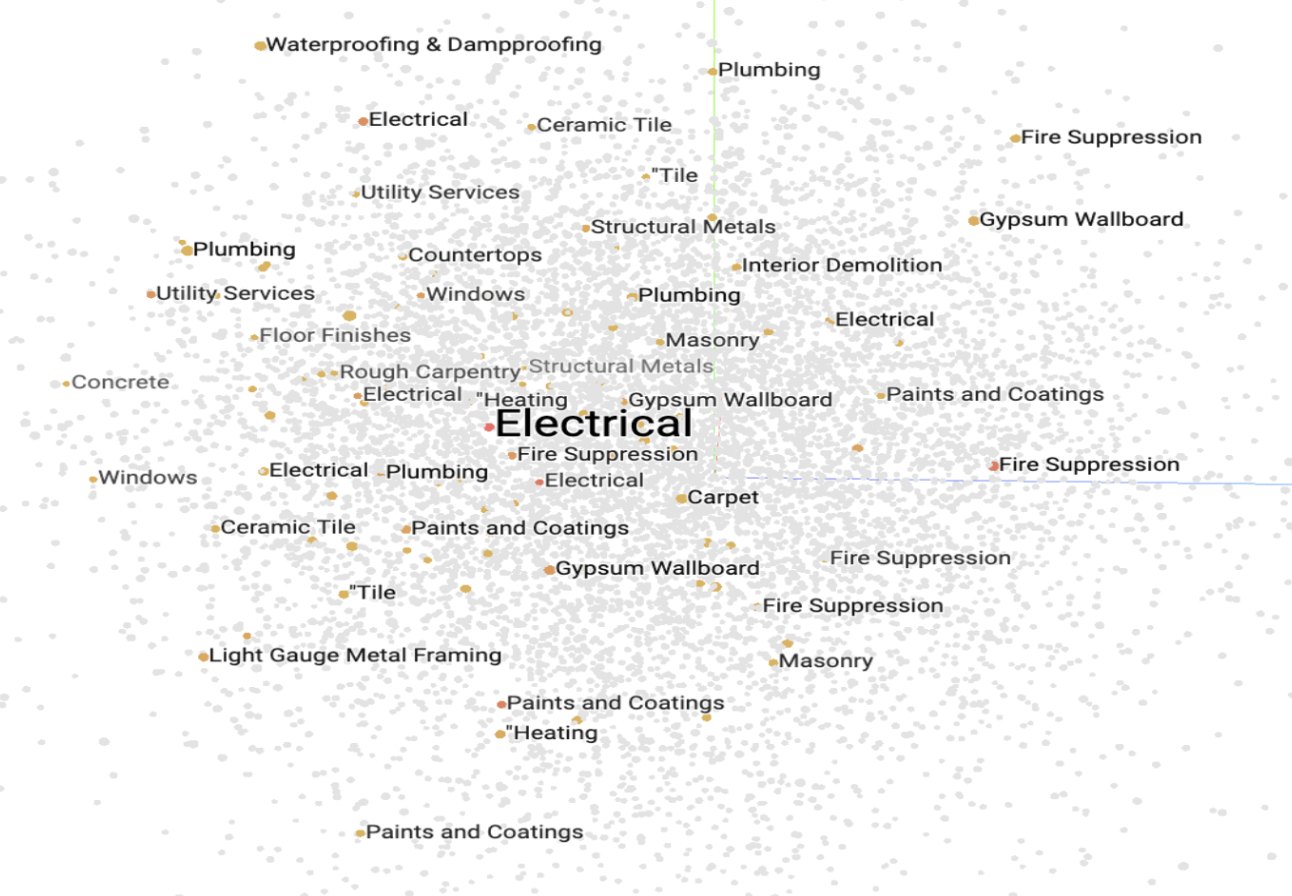 Waterproofing & Dampproofing
Plumbing
Electrical
Ceramic Tile
Fire Suppression
"Tile
Utility Services
Gypsum Wallboard
Structural Metals
Plumbing
Countertops
Interior Demolition
Utility Services
Windows
Plumbing
Electrical
Floor Finishes
Masonry
Structural Metals
Rough Carpentry
Concrete
Electrical
"Heating
Gypsum Wallboard
Paints and Coatings
Electrical
Fire Suppression
Fire Suppression
Electrical
Plumbing
Windows
Electrical
Carpet
Ceramic Tile
Paints and Coatings
Fire Suppression
Gypsum Wallboard
"Tile
Fire Suppression
Light Gauge Metal Framing
Masonry
Paints and Coatings
"Heating
Paints and Coatings